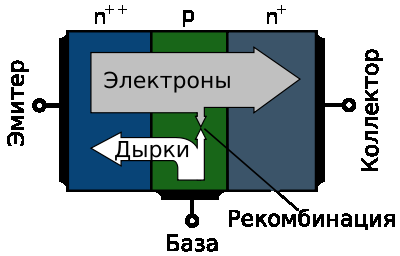 n++ p n+
Эмитер
Электроны
Дырки
Коллектор
Рекомбинация
База